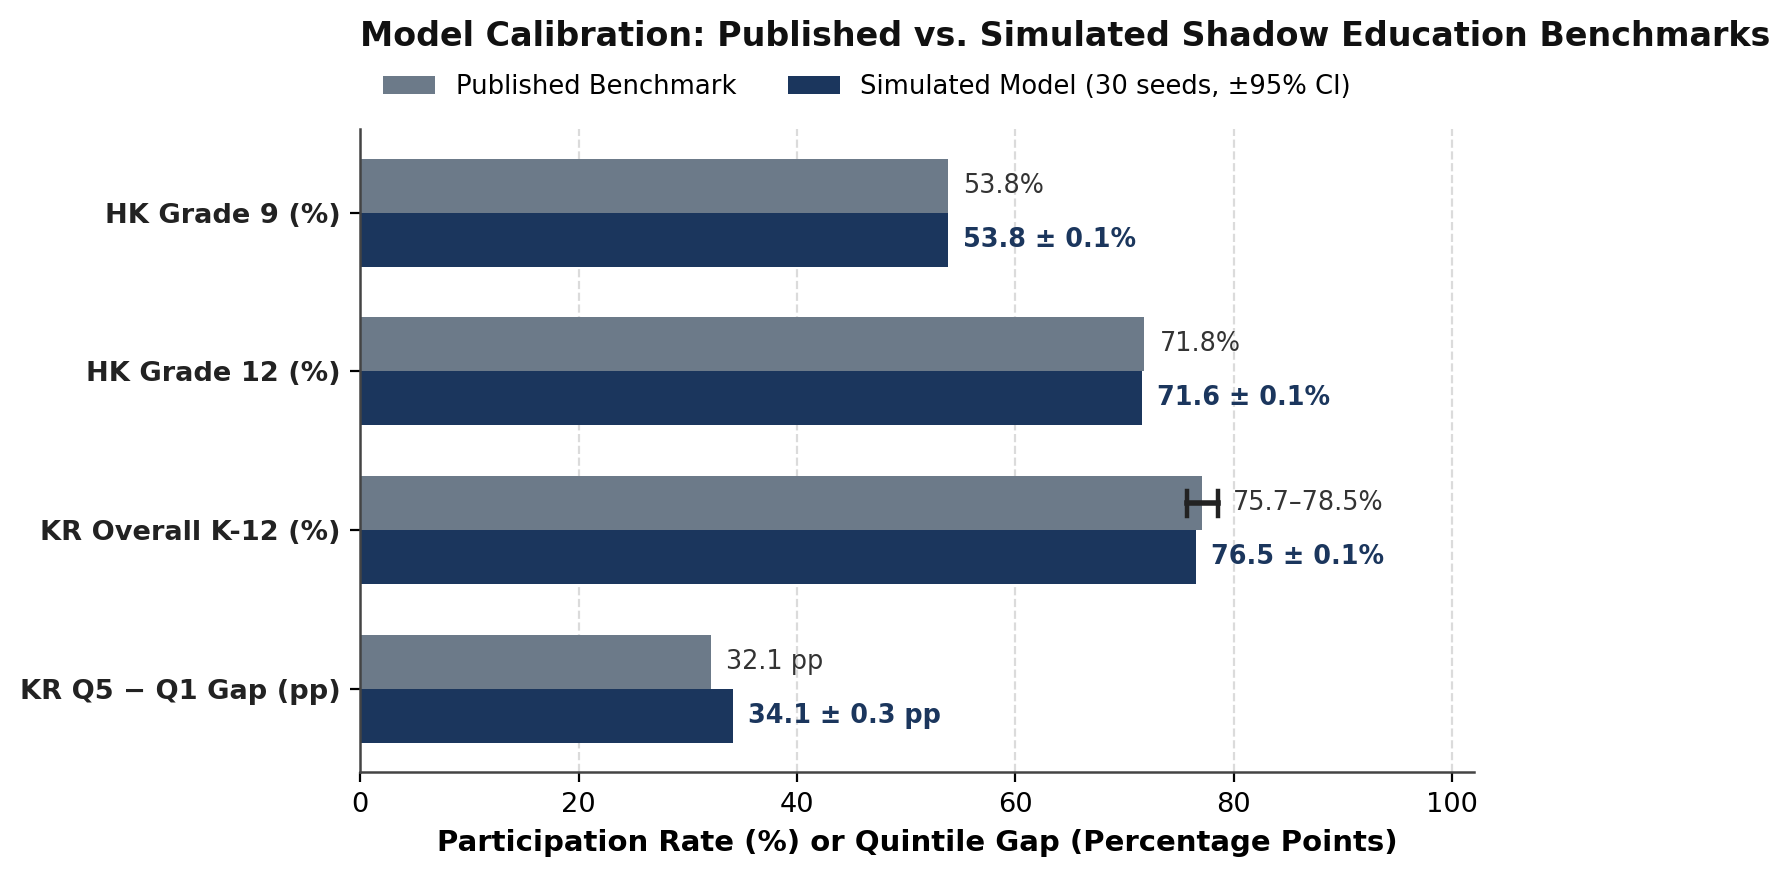 Model Calibration: Published vs. Simulated Shadow Education Benchmarks
Published Benchmark
Simulated Model (30 seeds, ±95% CI)
HK Grade 9 (%)
53.8%
53.8 ± 0.1%
HK Grade 12 (%)
71.8%
71.6 ± 0.1%
KR Overall K-12 (%)
75.7–78.5%
76.5 ± 0.1%
KR Q5 − Q1 Gap (pp)
32.1 pp
34.1 ± 0.3 pp
0 20 40 60 80 100
Participation Rate (%) or Quintile Gap (Percentage Points)